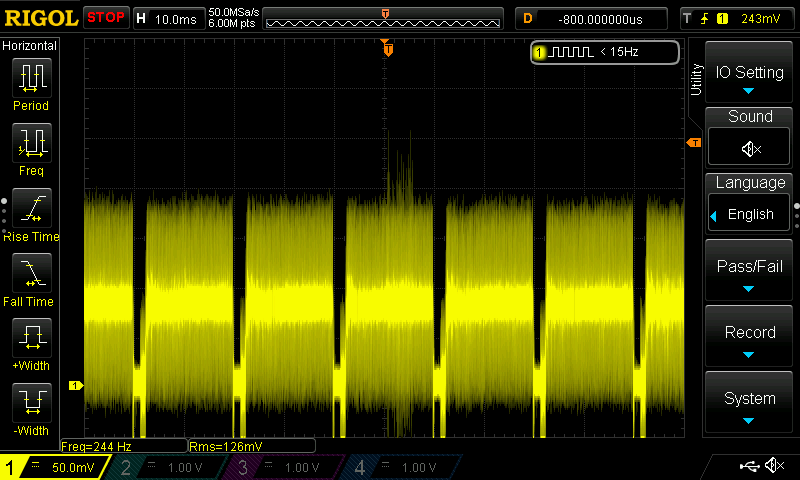 RIGOL STOP H 10.0ms 50.0MSa/s 6.00M pts D -800.000000us T 1 243mV
Horizontal
T
1 < 15Hz
Period
Freq
Rise Time
Fall Time
+Width
-Width
T
1
Utility
IO Setting
Sound
Language
English
Pass/Fail
Record
System
Freq=244 Hz Rms=126mV
1 50.0mV 2 1.00 V 3 1.00 V 4 1.00 V